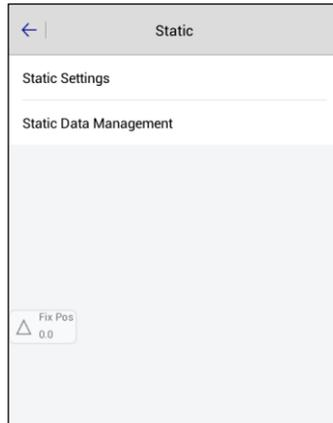 Static
Static Settings
Static Data Management
Fix Pos
0.0